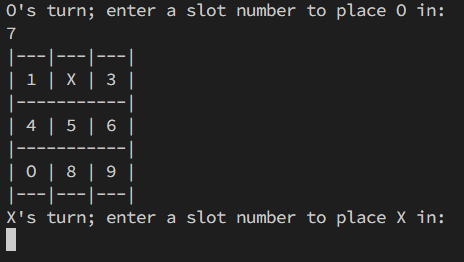 O's turn; enter a slot number to place O in:
7
|---|---|---|
| 1 | X | 3 |
|-----------|
| 4 | 5 | 6 |
|-----------|
| O | 8 | 9 |
|---|---|---|
X's turn; enter a slot number to place X in: